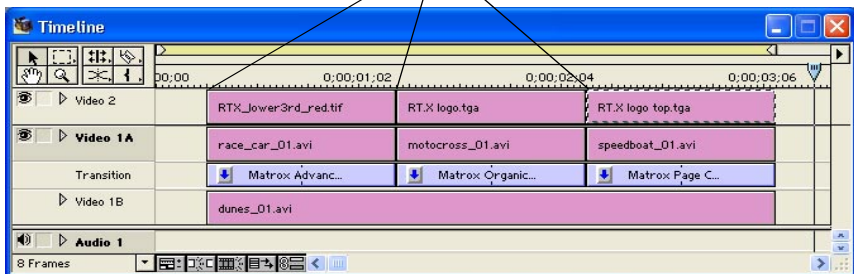 Timeline
00;00 0;00;01;02 0;00;02;04 0;00;03;06
Video 2 RTX_lower3rd_red.tif RT.X logo.tga RT.X logo top.tga
Video 1A race_car_01.avi motocross_01.avi speedboat_01.avi
Transition Matrox Advanc... Matrox Organic... Matrox Page C...
Video 1B dunes_01.avi
Audio 1
8 Frames